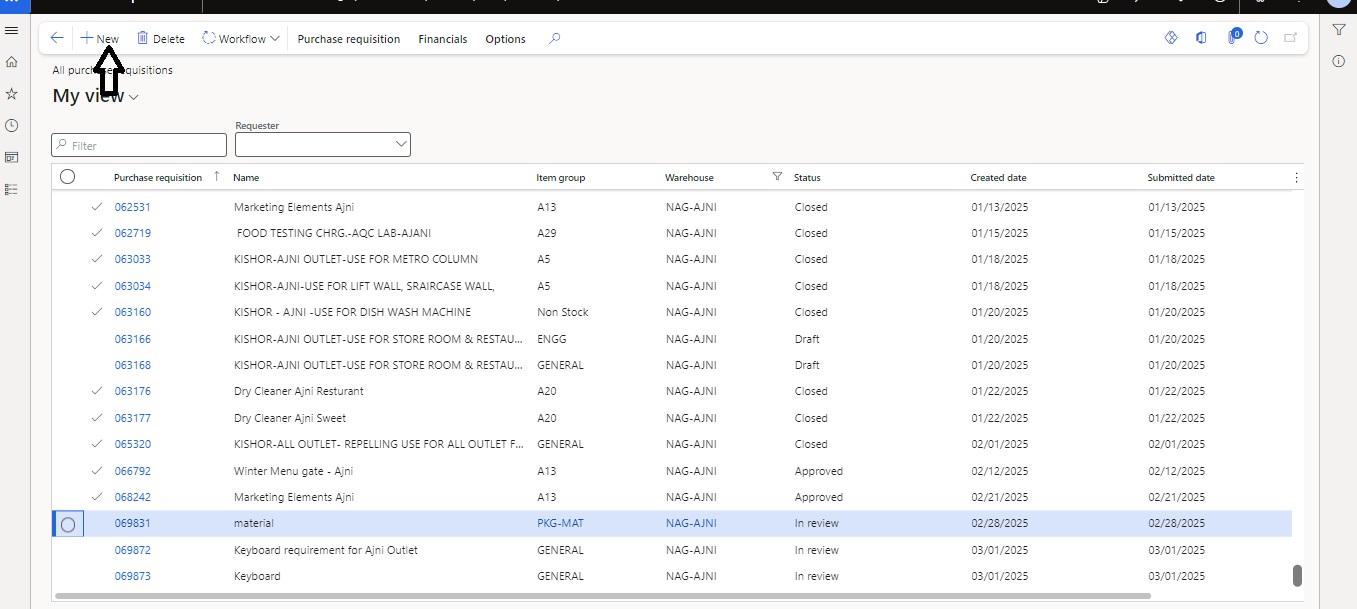 New Delete Workflow Purchase requisition Financials Options 0
All purchase requisitions
My view
Requester
Filter
Purchase requisition Name Item group Warehouse Status Created date Submitted date
062531 Marketing Elements Ajni A13 NAG-AJNI Closed 01/13/2025 01/13/2025
062719 FOOD TESTING CHRG.-AQC LAB-AJANI A29 NAG-AJNI Closed 01/15/2025 01/15/2025
063033 KISHOR-AJNI OUTLET-USE FOR METRO COLUMN A5 NAG-AJNI Closed 01/18/2025 01/18/2025
063034 KISHOR-AJNI-USE FOR LIFT WALL, SRAIRCASE WALL, A5 NAG-AJNI Closed 01/18/2025 01/18/2025
063160 KISHOR - AJNI -USE FOR DISH WASH MACHINE Non Stock NAG-AJNI Closed 01/20/2025 01/20/2025
063166 KISHOR-AJNI OUTLET-USE FOR STORE ROOM & RESTAU... ENGG NAG-AJNI Draft 01/20/2025 01/20/2025
063168 KISHOR-AJNI OUTLET-USE FOR STORE ROOM & RESTAU... GENERAL NAG-AJNI Draft 01/20/2025 01/20/2025
063176 Dry Cleaner Ajni Resturant A20 NAG-AJNI Closed 01/22/2025 01/22/2025
063177 Dry Cleaner Ajni Sweet A20 NAG-AJNI Closed 01/22/2025 01/22/2025
065320 KISHOR-ALL OUTLET- REPELLING USE FOR ALL OUTLET F... GENERAL NAG-AJNI Closed 02/01/2025 02/01/2025
066792 Winter Menu gate - Ajni A13 NAG-AJNI Approved 02/12/2025 02/12/2025
068242 Marketing Elements Ajni A13 NAG-AJNI Approved 02/21/2025 02/21/2025
069831 material PKG-MAT NAG-AJNI In review 02/28/2025 02/28/2025
069872 Keyboard requirement for Ajni Outlet GENERAL NAG-AJNI In review 03/01/2025 03/01/2025
069873 Keyboard GENERAL NAG-AJNI In review 03/01/2025 03/01/2025